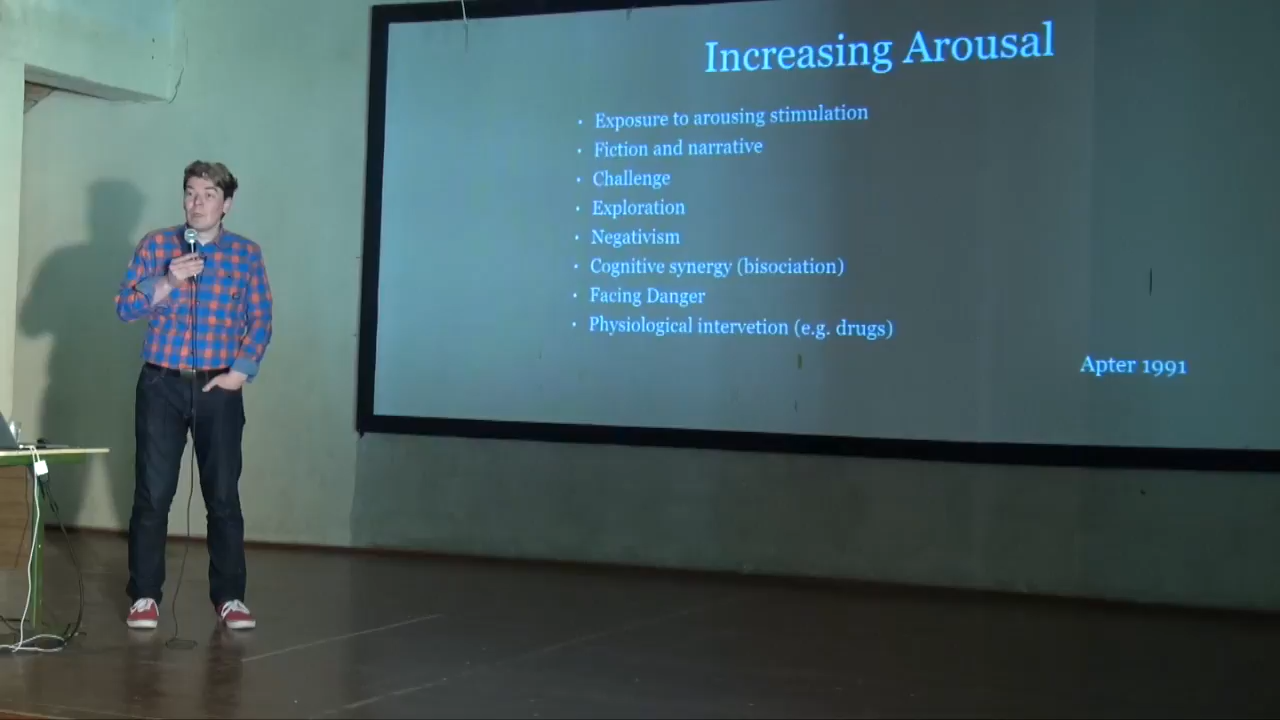 Increasing Arousal
• Exposure to arousing stimulation
• Fiction and narrative
• Challenge
• Exploration
• Negativism
• Cognitive synergy (bisociation)
• Facing Danger
• Physiological intervetion (e.g. drugs)
Apter 1991